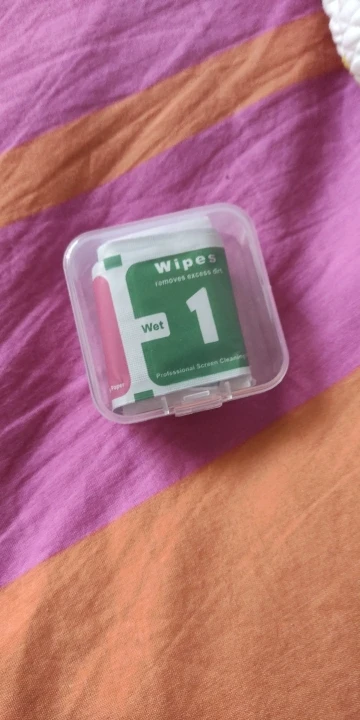 Wipes
removes excess dirt
Wet
1
Professional Screen Cleaning